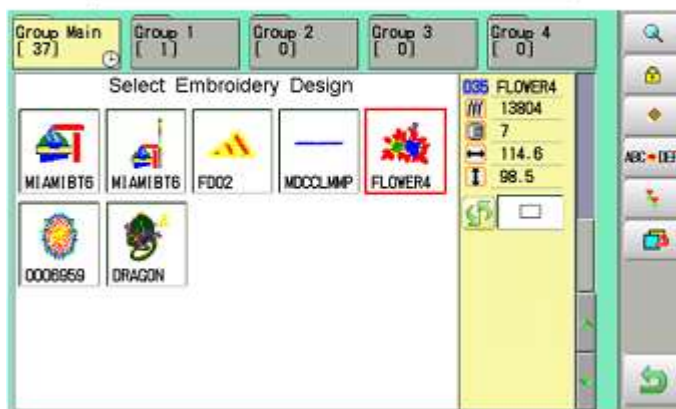 Group Main
[ 37]
Group 1
[ 1]
Group 2
[ 0]
Group 3
[ 0]
Group 4
[ 0]
Select Embroidery Design
035 FLOWER4
13804
7
114.6
98.5
MIAMIBT6
MIAMIBT6
FD02
MDCCLMMP
FLOWER4
0006959
DRAGON
ABC DEF